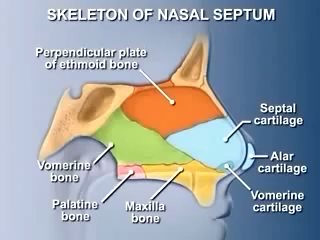 SKELETON OF NASAL SEPTUM
Perpendicular plate
of ethmoid bone
Septal
cartilage
Alar
cartilage
Vomerine
bone
Palatine
bone
Maxilla
bone
Vomerine
cartilage